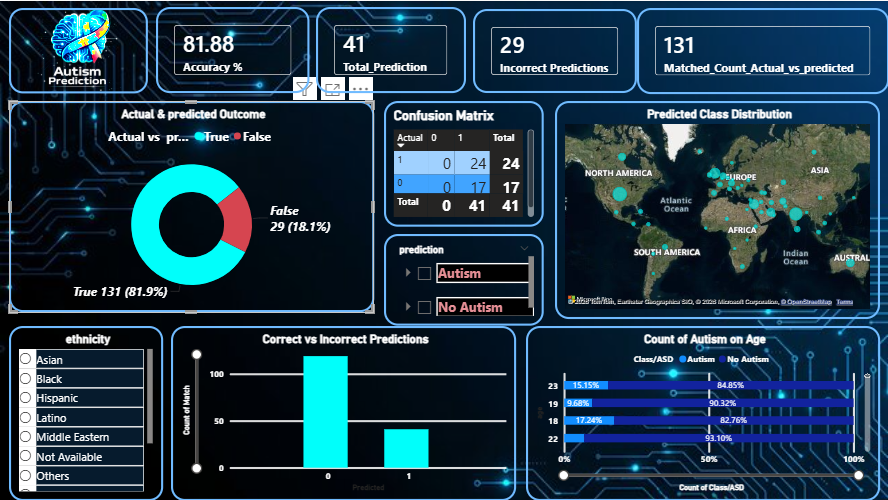 Autism
Prediction
81.88
Accuracy %
41
Total_Prediction
29
Incorrect Predictions
131
Matched_Count_Actual_vs_predicted
Actual & predicted Outcome
Actual vs pr... True False
False
29 (18.1%)
True 131 (81.9%)
Confusion Matrix
Actual 0 1 Total
1 0 24 24
0 0 17 17
Total 0 41 41
prediction
Autism
No Autism
Predicted Class Distribution
NORTH AMERICA
EUROPE
ASIA
Atlantic
Ocean
AFRICA
SOUTH AMERICA
Indian
Ocean
AUSTRAL
Earthstar Geographics SIO, © 2026 Microsoft Corporation, © OpenStreetMap Terms
ethnicity
Asian
Black
Hispanic
Latino
Middle Eastern
Not Available
Others
Correct vs Incorrect Predictions
Count of Match
100
50
0
0 1
Predicted
Count of Autism on Age
Class/ASD Autism No Autism
age
23 15.15% 84.85%
19 9.68% 90.32%
18 17.24% 82.76%
22 93.10%
0% 50% 100%
Count of Class/ASD